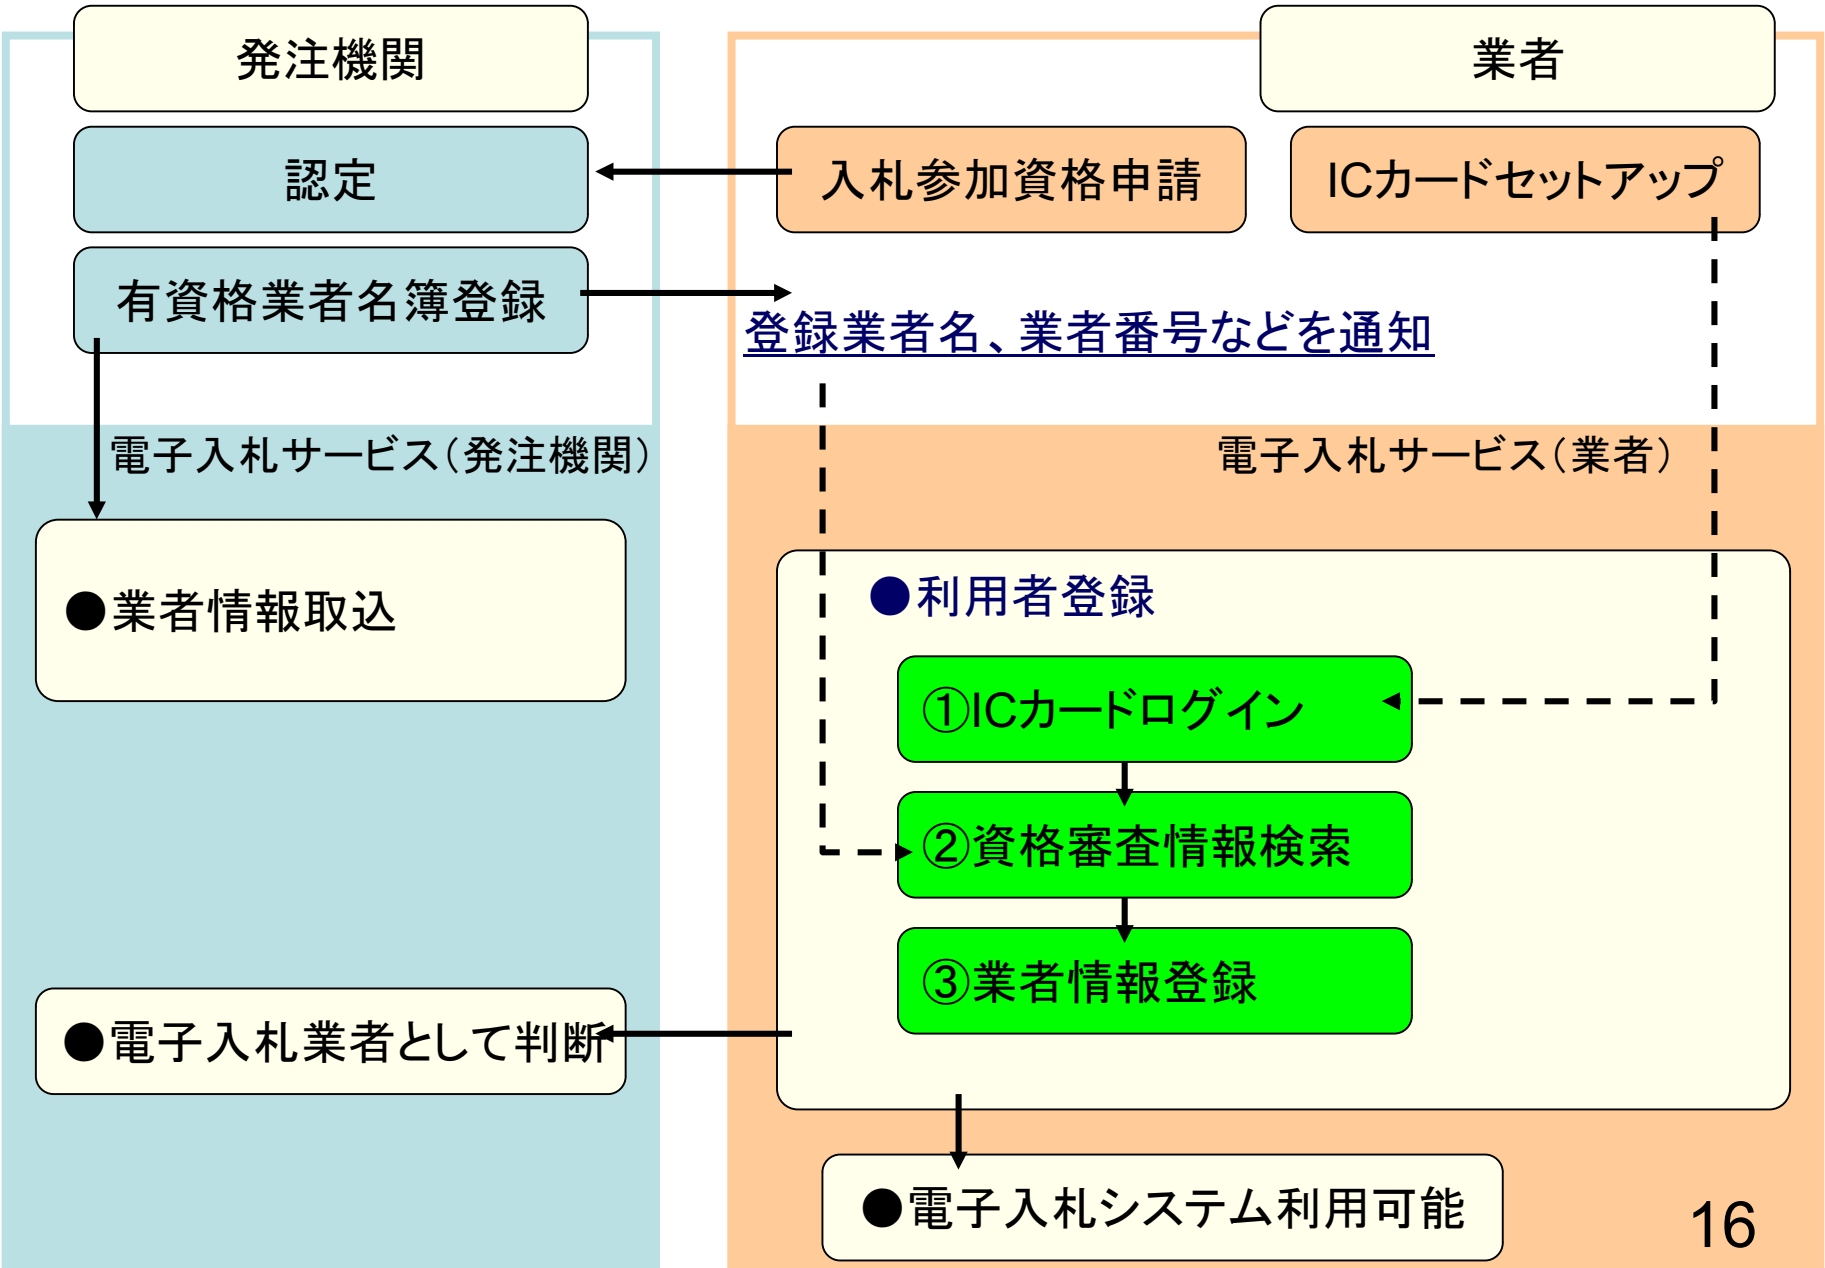 発注機関
業者
認定
入札参加資格申請
ICカードセットアップ
有資格業者名簿登録
登録業者名、業者番号などを通知
電子入札サービス（発注機関）
電子入札サービス（業者）
●業者情報取込
●利用者登録
①ICカードログイン
②資格審査情報検索
③業者情報登録
●電子入札業者として判断
●電子入札システム利用可能
16